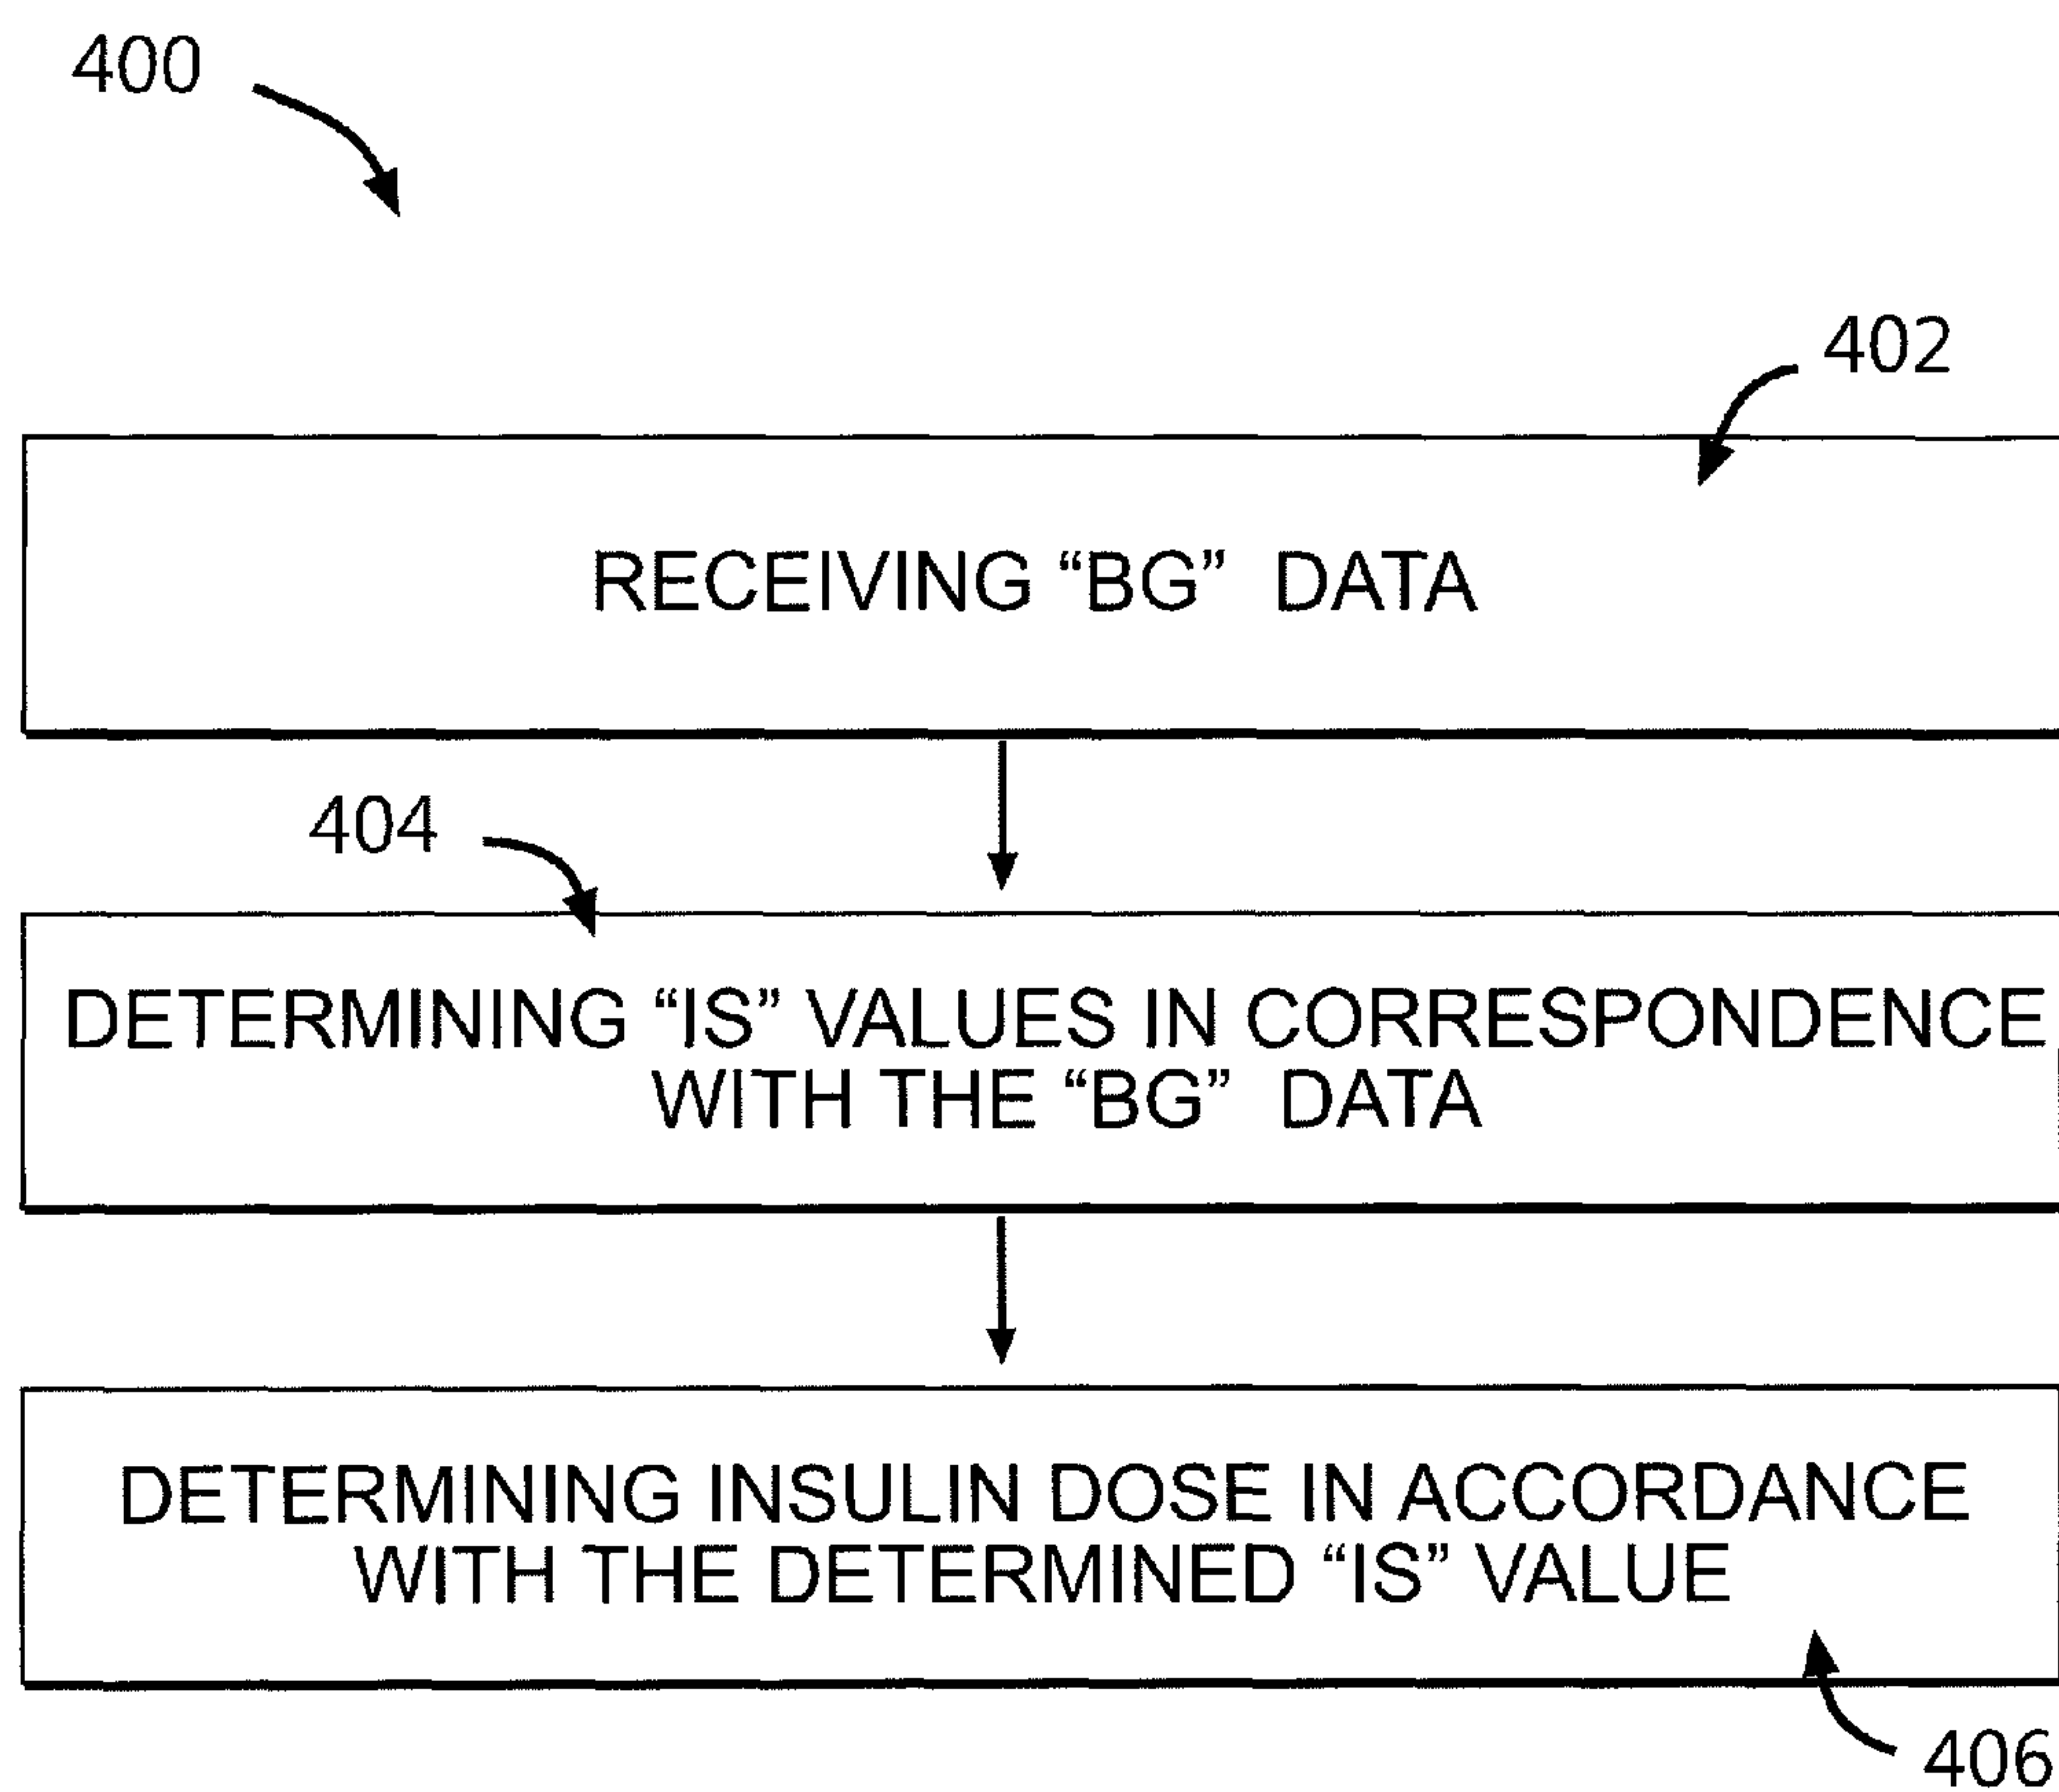 400
402
RECEIVING “BG” DATA
404
DETERMINING “IS” VALUES IN CORRESPONDENCE
WITH THE “BG” DATA
DETERMINING INSULIN DOSE IN ACCORDANCE
WITH THE DETERMINED “IS” VALUE
406